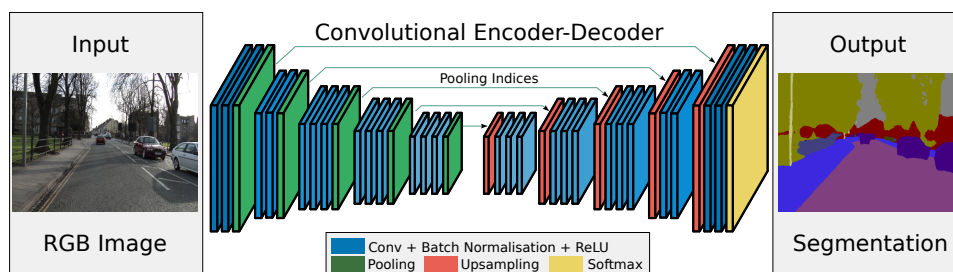 Input
RGB Image
Convolutional Encoder-Decoder
Pooling Indices
Conv + Batch Normalisation + ReLU
Pooling Upsampling Softmax
Output
Segmentation